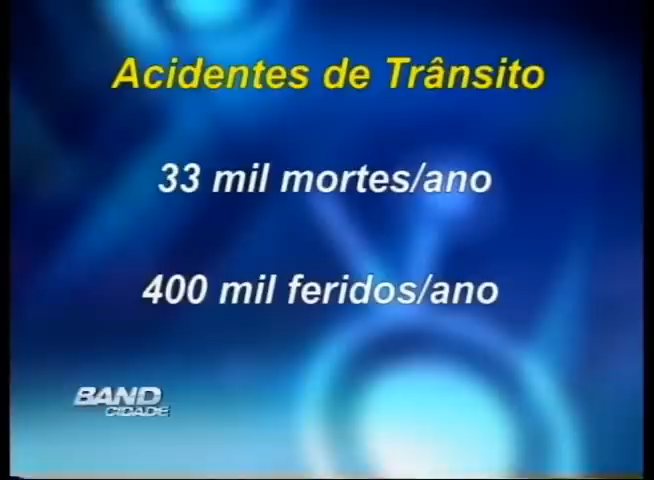 Acidentes de Trânsito
33 mil mortes/ano
400 mil feridos/ano
BAND
CIDADE